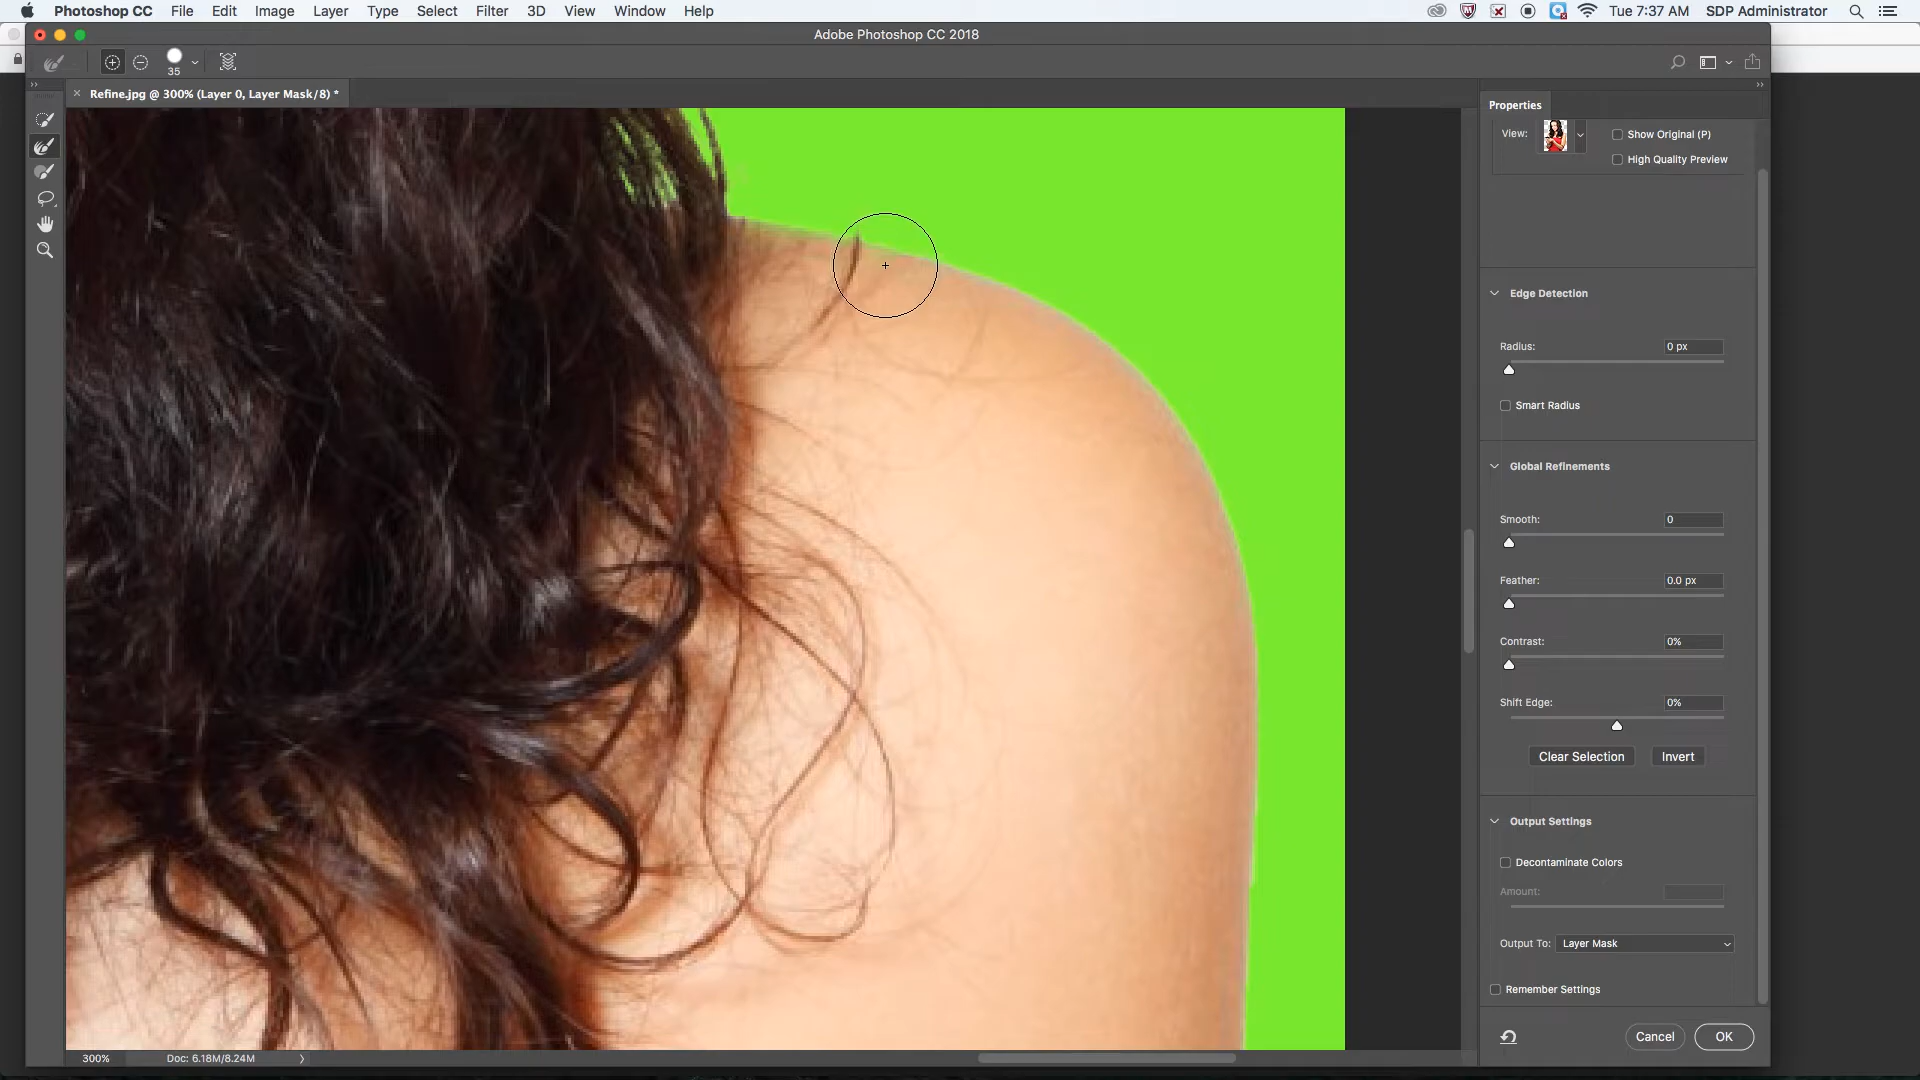 Photoshop CC File Edit Image Layer Type Select Filter 3D View Window Help Tue 7:37 AM SDP Administrator
Adobe Photoshop CC 2018
35
× Refine.jpg @ 300% (Layer 0, Layer Mask/8) *
Properties
View:
Show Original (P)
High Quality Preview
Edge Detection
Radius: 0 px
Smart Radius
Global Refinements
Smooth: 0
Feather: 0.0 px
Contrast: 0%
Shift Edge: 0%
Clear Selection Invert
Output Settings
Decontaminate Colors
Amount:
Output To: Layer Mask
Remember Settings
Cancel OK
300% Doc: 6.18M/8.24M